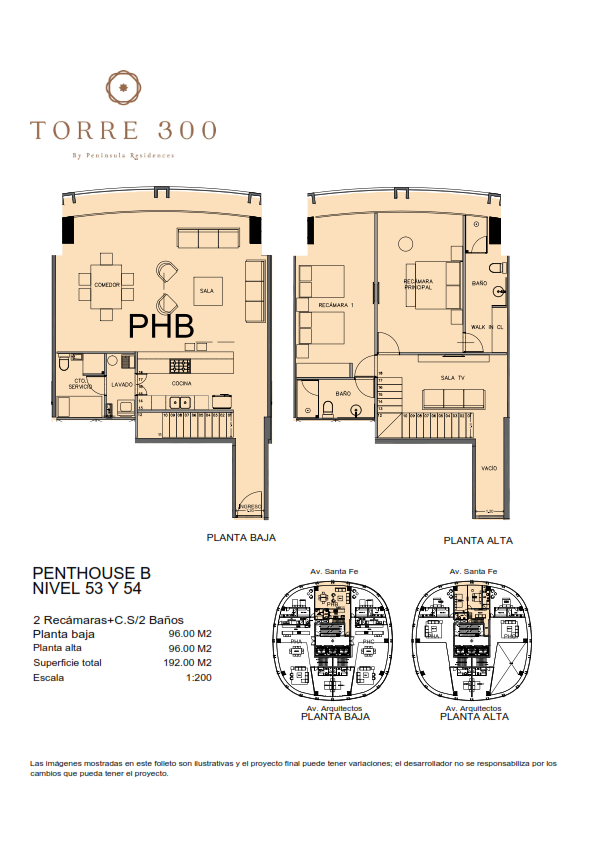 TORRE 300
By Península Residences
COMEDOR
SALA
PHB
CTO.
SERVICIO
LAVADO
COCINA
INGRESO
PLANTA BAJA
RECÁMARA 1
RECÁMARA
PRINCIPAL
BAÑO
WALK IN CL
SALA TV
BAÑO
VACÍO
PLANTA ALTA
PENTHOUSE B
NIVEL 53 Y 54
2 Recámaras+C.S/2 Baños
Planta baja 96.00 M2
Planta alta 96.00 M2
Superficie total 192.00 M2
Escala 1:200
Av. Santa Fe
PHB
PHA
PHC
Av. Arquitectos
PLANTA BAJA
Av. Santa Fe
PHA
Av. Arquitectos
PLANTA ALTA
Las imágenes mostradas en este folleto son ilustrativas y el proyecto final puede tener variaciones; el desarrollador no se responsabiliza por los
cambios que pueda tener el proyecto.